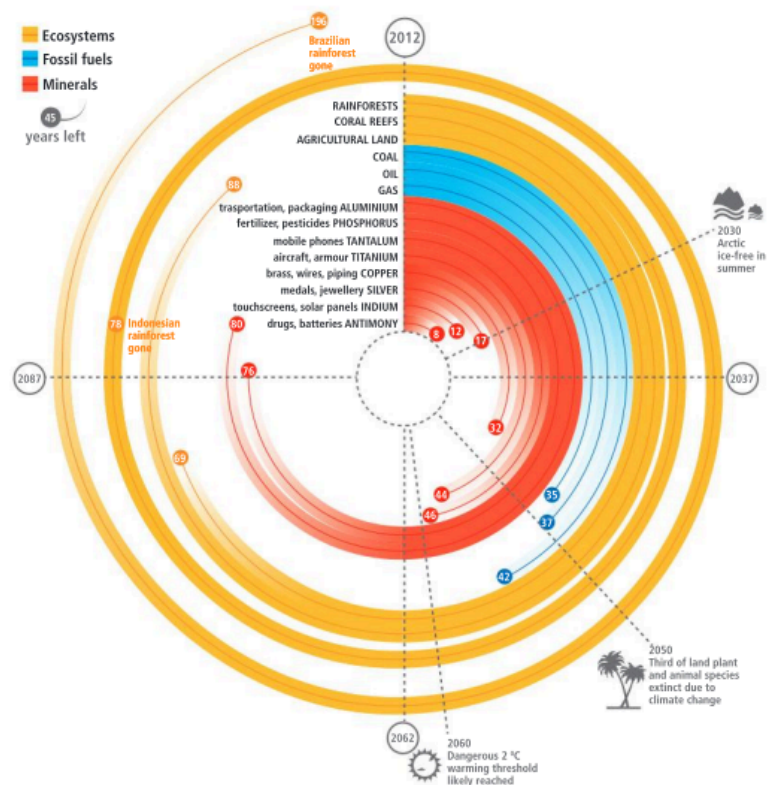 196
Brazilian
rainforest
gone
2012
Ecosystems
Fossil fuels
Minerals
45
years left
RAINFORESTS
CORAL REEFS
AGRICULTURAL LAND
COAL
OIL
GAS
trasportation, packaging ALUMINIUM
fertilizer, pesticides PHOSPHORUS
mobile phones TANTALUM
aircraft, armour TITANIUM
brass, wires, piping COPPER
medals, jewellery SILVER
touchscreens, solar panels INDIUM
drugs, batteries ANTIMONY
88
2030
Arctic
ice-free in
summer
78
Indonesian
rainforest
gone
80
8
12
17
76
2087
2037
32
69
44
46
35
37
42
2050
Third of land plant
and animal species
extinct due to
climate change
2062
2060
Dangerous 2 ºC
warming threshold
likely reached